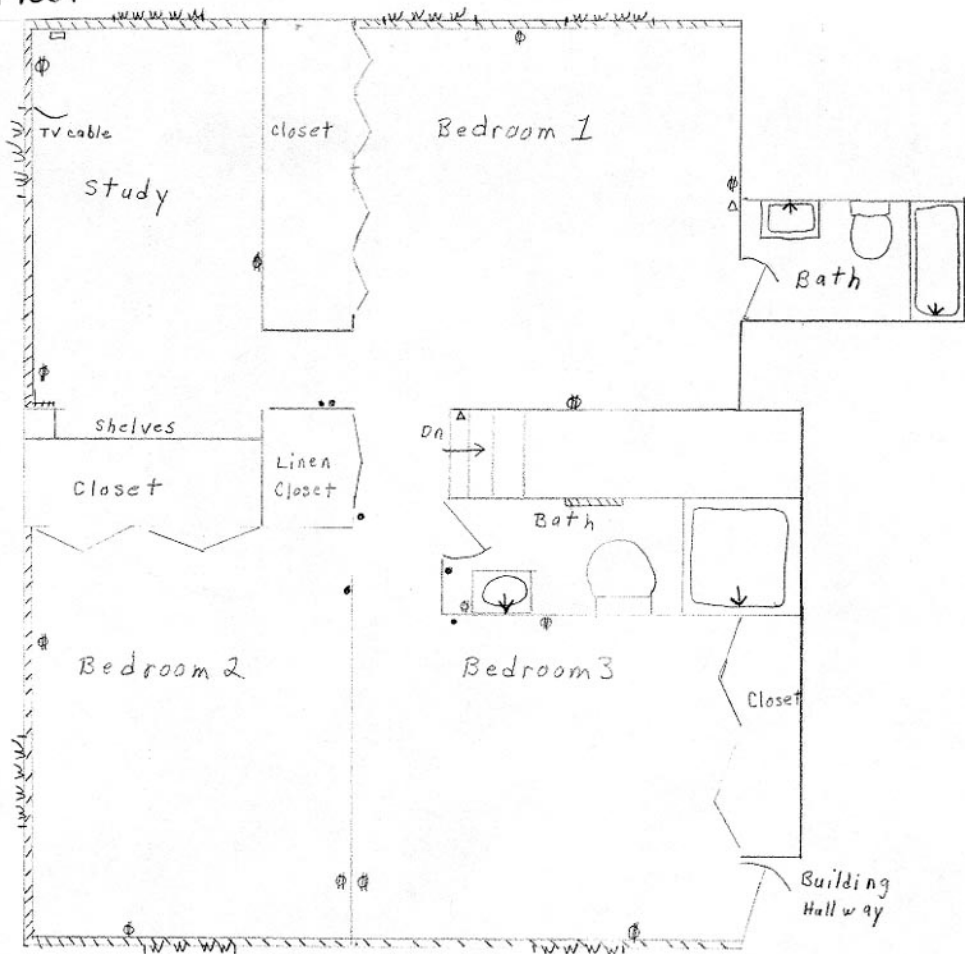 closet
Bedroom 1
TV cable
Study
Bath
Shelves
Dn
Linen
Closet
Closet
Bath
Bedroom 2
Bedroom 3
Closet
Building
Hallway